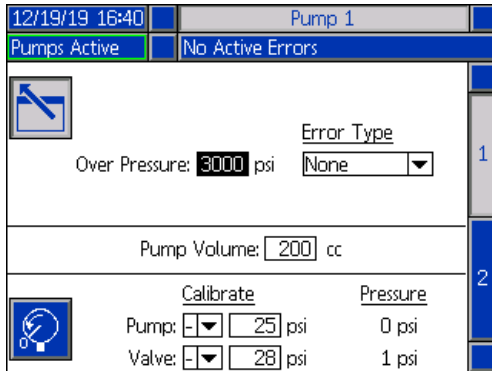 12/19/19 16:40 Pump 1
Pumps Active No Active Errors
Error Type
Over Pressure: 3000 psi None
1
Pump Volume: 200 cc
2
Calibrate Pressure
Pump: - 25 psi 0 psi
Valve: - 28 psi 1 psi